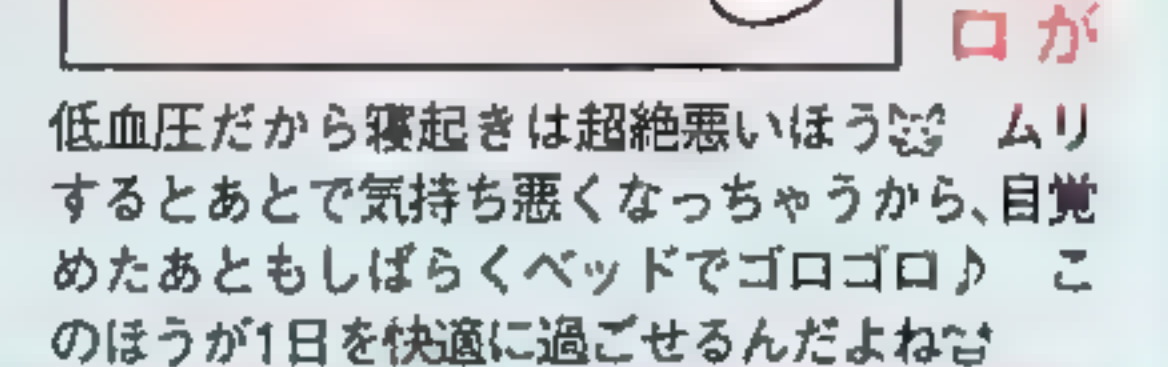 ロが
低血圧だから寝起きは超絶悪いほう ムリ
するとあとで気持ち悪くなっちゃうから、自覚
めたあともしばらくベッドでゴロゴロ♪ こ
のほうが1日を快適に過ごせるんだよね